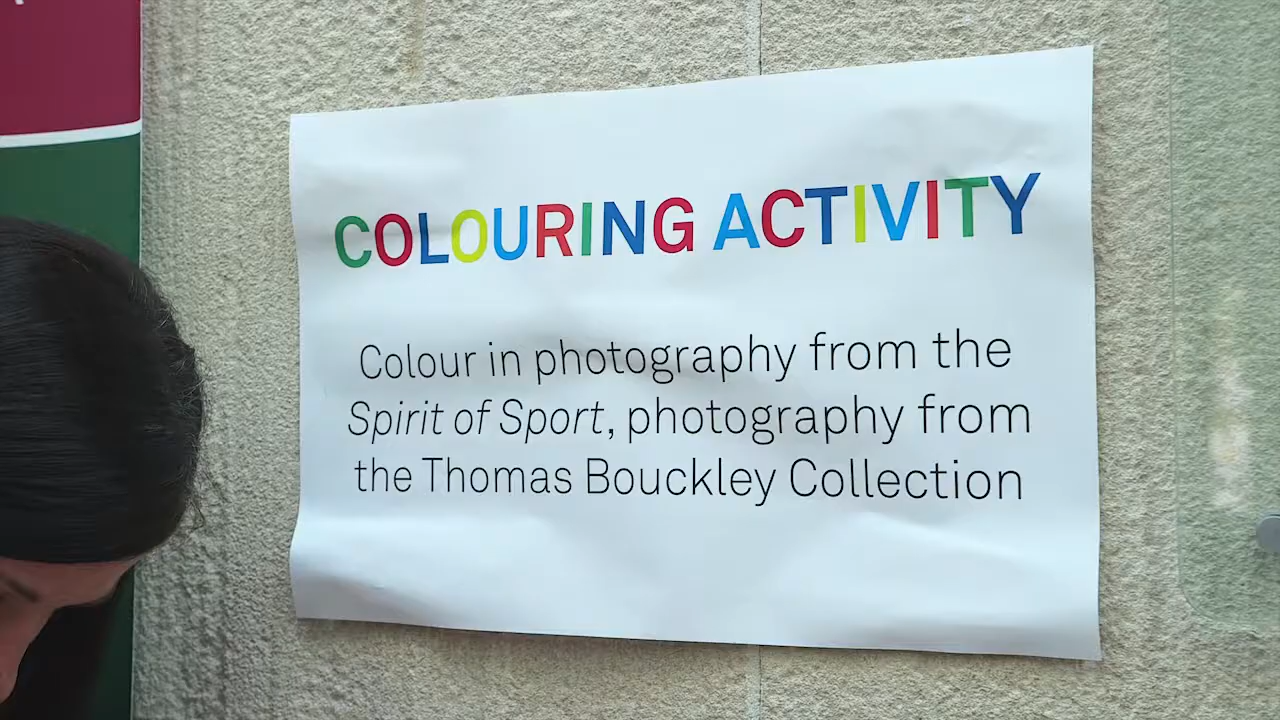 COLOURING ACTIVITY
Colour in photography from the
Spirit of Sport, photography from
the Thomas Bouckley Collection